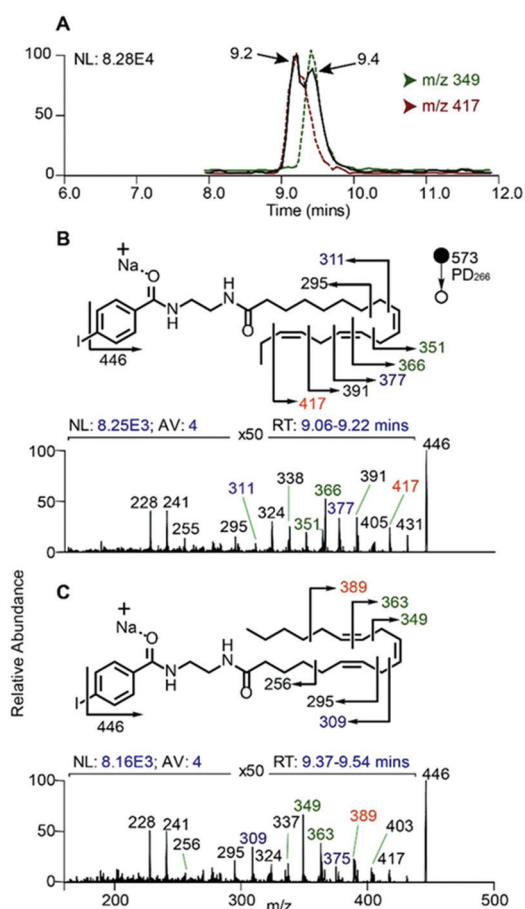 A
NL: 8.28E4
9.2
9.4
m/z 349
m/z 417
100
50
0
6.0 7.0 8.0 9.0 10.0 11.0 12.0
Time (mins)
B
+
Na
O
N
H
H
N
O
I
446
311
295
573
PD266
351
366
377
391
417
NL: 8.25E3; AV: 4
x50
RT: 9.06-9.22 mins
446
100
50
0
228
241
255
295
311
324
338
351
366
377
391
405
417
431
C
+
Na
O
N
H
H
N
O
I
446
389
363
349
256
295
309
NL: 8.16E3; AV: 4
x50
RT: 9.37-9.54 mins
446
100
50
0
228
241
256
295
309
324
337
349
363
375
389
403
417
200 300 400 500
m/z
Relative Abundance